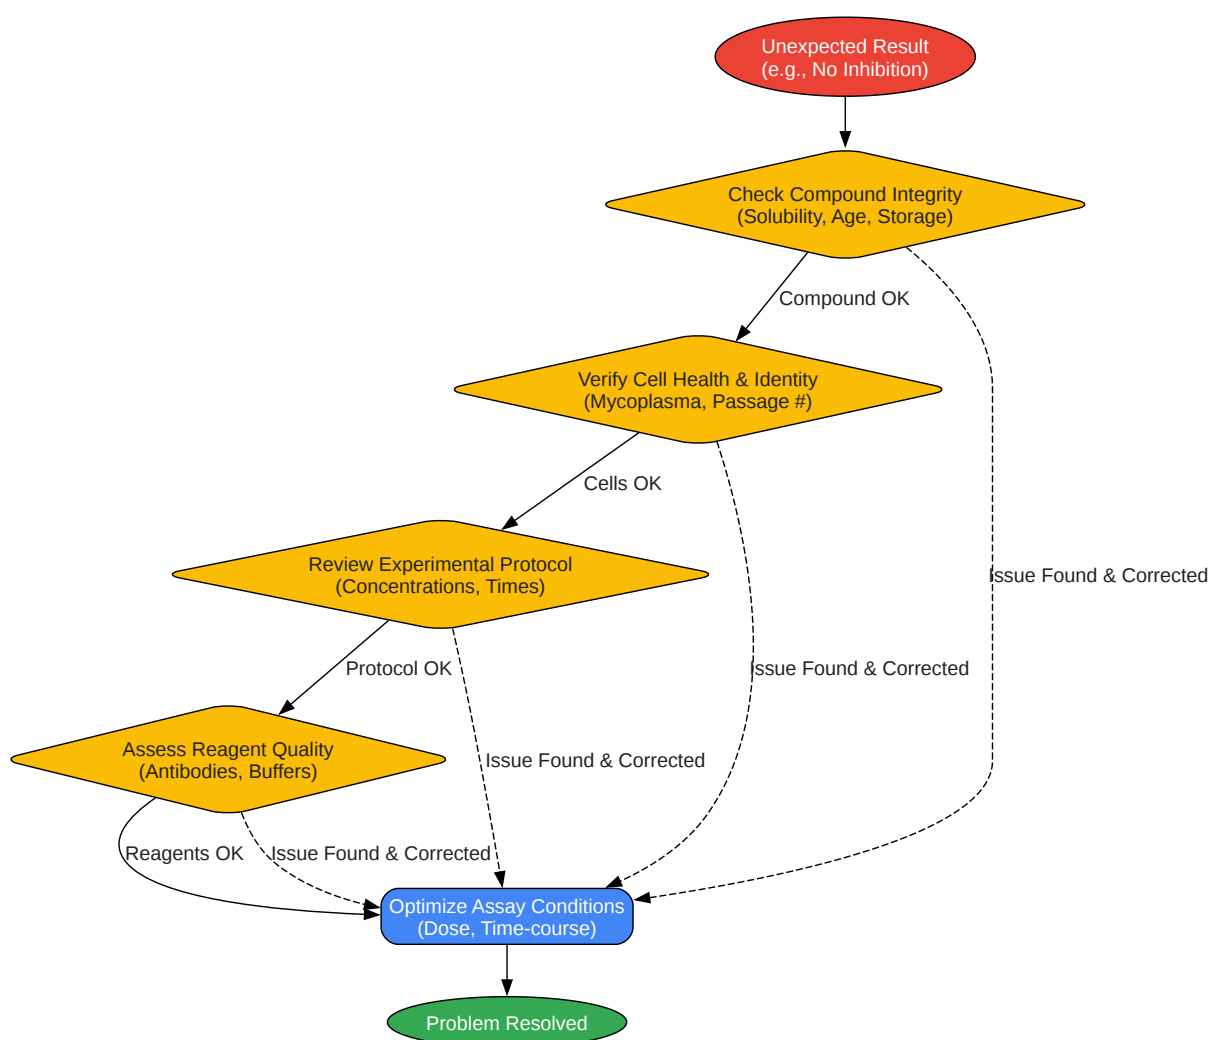 Unexpected Result
(e.g., No Inhibition)
Check Compound Integrity
(Solubility, Age, Storage)
Compound OK
Verify Cell Health & Identity
(Mycoplasma, Passage #)
Cells OK
Review Experimental Protocol
(Concentrations, Times)
Issue Found & Corrected
Protocol OK
Issue Found & Corrected
Assess Reagent Quality
(Antibodies, Buffers)
Issue Found & Corrected
Reagents OK
Issue Found & Corrected
Optimize Assay Conditions
(Dose, Time-course)
Problem Resolved